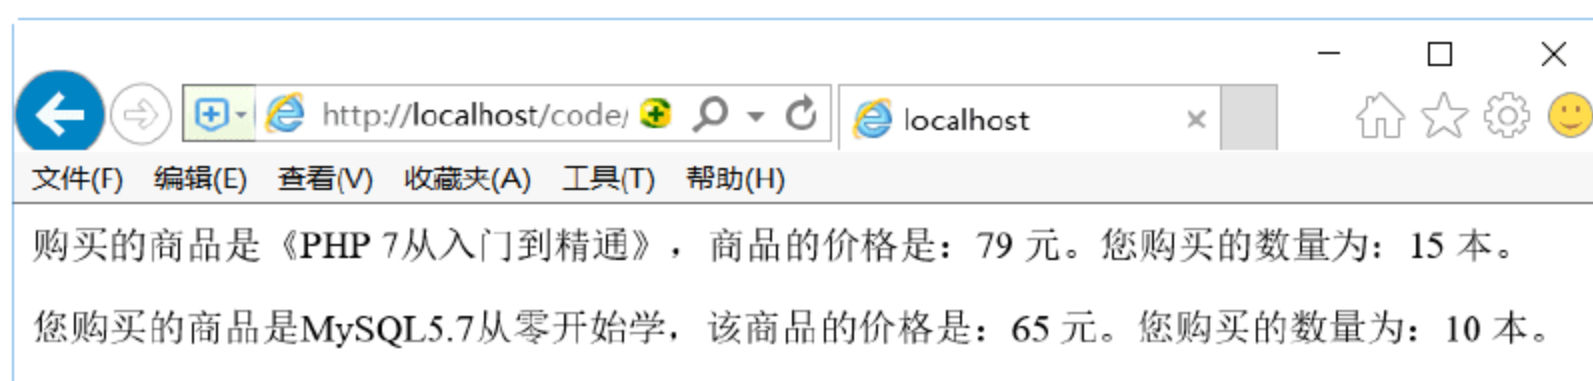 http://localhost/code/
localhost
文件(F) 编辑(E) 查看(V) 收藏夹(A) 工具(T) 帮助(H)
购买的商品是《PHP 7从入门到精通》，商品的价格是：79 元。您购买的数量为：15 本。
您购买的商品是MySQL5.7从零开始学，该商品的价格是：65 元。您购买的数量为：10 本。